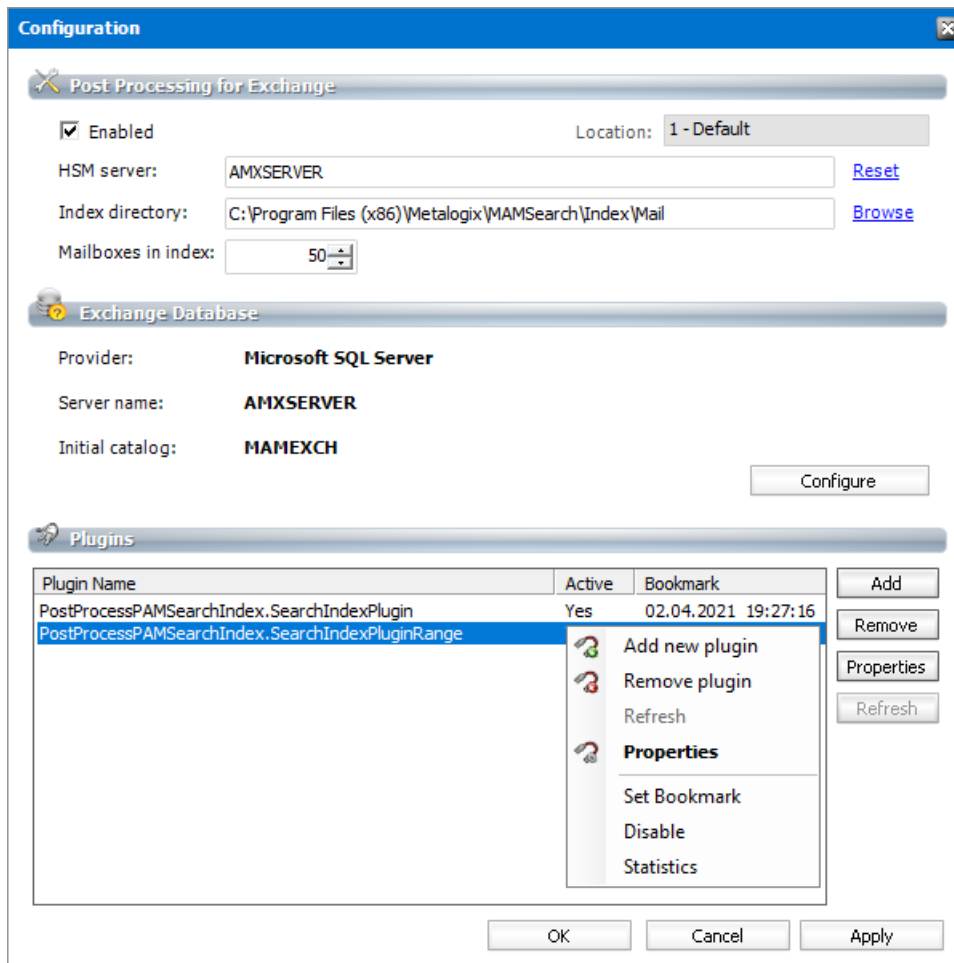 Configuration
Post Processing for Exchange
Enabled
Location: 1 - Default
HSM server: AMXSERVER Reset
Index directory: C:\Program Files (x86)\Metalogix\MAMSearch\Index\Mail Browse
Mailboxes in index: 50
Exchange Database
Provider: Microsoft SQL Server
Server name: AMXSERVER
Initial catalog: MAMEXCH
Configure
Plugins
Plugin Name Active Bookmark Add
PostProcessPAMSearchIndex.SearchIndexPlugin Yes 02.04.2021 19:27:16
PostProcessPAMSearchIndex.SearchIndexPluginRange Remove
Add new plugin
Properties
Remove plugin
Refresh
Refresh
Properties
Set Bookmark
Disable
Statistics
OK Cancel Apply